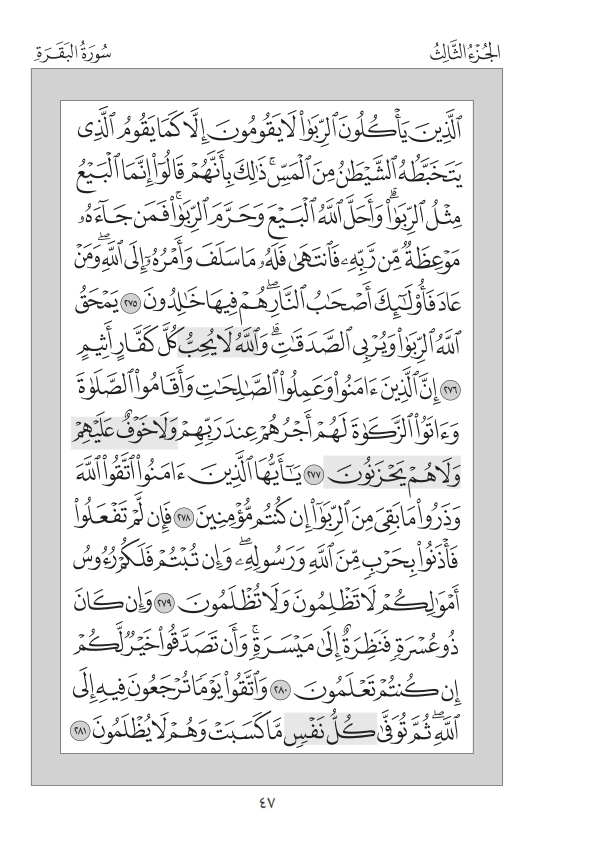 الجُزْءُ الثَّالِثُ
سُورَةُ البَقَرَةِ
ٱلَّذِينَ يَأْكُلُونَ ٱلرِّبَوٰا۟ لَا يَقُومُونَ إِلَّا كَمَا يَقُومُ ٱلَّذِى
يَتَخَبَّطُهُ ٱلشَّيْطَٰنُ مِنَ ٱلْمَسِّ ۚ ذَٰلِكَ بِأَنَّهُمْ قَالُوٓا۟ إِنَّمَا ٱلْبَيْعُ
مِثْلُ ٱلرِّبَوٰا۟ ۗ وَأَحَلَّ ٱللَّهُ ٱلْبَيْعَ وَحَرَّمَ ٱلرِّبَوٰا۟ ۚ فَمَن جَآءَهُۥ
مَوْعِظَةٌ مِّن رَّبِّهِۦ فَٱنتَهَىٰ فَلَهُۥ مَا سَلَفَ وَأَمْرُهُۥٓ إِلَى ٱللَّهِ ۖ وَمَنْ
عَادَ فَأُو۟لَٰٓئِكَ أَصْحَٰبُ ٱلنَّارِ ۖ هُمْ فِيهَا خَٰلِدُونَ ٢٧٥ يَمْحَقُ
ٱللَّهُ ٱلرِّبَوٰا۟ وَيُرْبِى ٱلصَّدَقَٰتِ ۗ وَٱللَّهُ لَا يُحِبُّ كُلَّ كَفَّارٍ أَثِيمٍ
٢٧٦ إِنَّ ٱلَّذِينَ ءَامَنُوا۟ وَعَمِلُوا۟ ٱلصَّٰلِحَٰتِ وَأَقَامُوا۟ ٱلصَّلَوٰةَ
وَءَاتَوُا۟ ٱلزَّكَوٰةَ لَهُمْ أَجْرُهُمْ عِندَ رَبِّهِمْ وَلَا خَوْفٌ عَلَيْهِمْ
وَلَا هُمْ يَحْزَنُونَ ٢٧٧ يَٰٓأَيُّهَا ٱلَّذِينَ ءَامَنُوا۟ ٱتَّقُوا۟ ٱللَّهَ
وَذَرُوا۟ مَا بَقِىَ مِنَ ٱلرِّبَوٰٓا۟ إِن كُنتُم مُّؤْمِنِينَ ٢٧٨ فَإِن لَّمْ تَفْعَلُوا۟
فَأْذَنُوا۟ بِحَرْبٍ مِّنَ ٱللَّهِ وَرَسُولِهِۦ ۖ وَإِن تُبْتُمْ فَلَكُمْ رُءُوسُ
أَمْوَٰلِكُمْ لَا تَظْلِمُونَ وَلَا تُظْلَمُونَ ٢٧٩ وَإِن كَانَ
ذُو عُسْرَةٍ فَنَظِرَةٌ إِلَىٰ مَيْسَرَةٍ ۚ وَأَن تَصَدَّقُوا۟ خَيْرٌ لَّكُمْ
إِن كُنتُمْ تَعْلَمُونَ ٢٨٠ وَٱتَّقُوا۟ يَوْمًا تُرْجَعُونَ فِيهِ إِلَى
ٱللَّهِ ۖ ثُمَّ تُوَفَّىٰ كُلُّ نَفْسٍ مَّا كَسَبَتْ وَهُمْ لَا يُظْلَمُونَ ٢٨١
٤٧